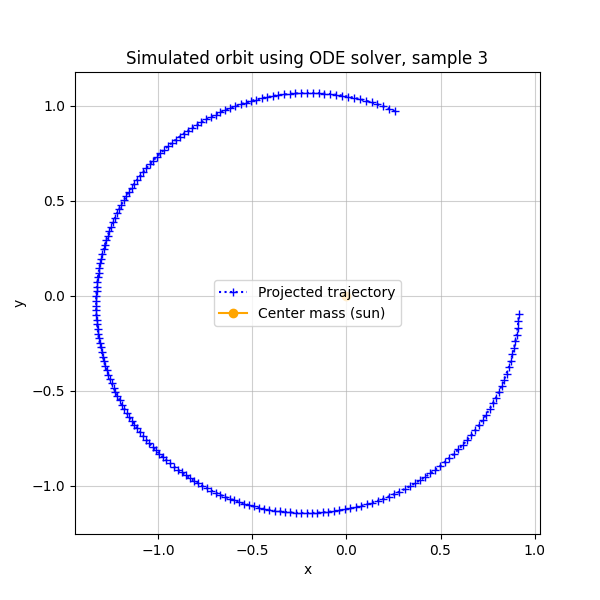 Simulated orbit using ODE solver, sample 3
y
1.0
0.5
0.0
−0.5
−1.0
Projected trajectory
Center mass (sun)
−1.0
−0.5
0.0
0.5
1.0
x